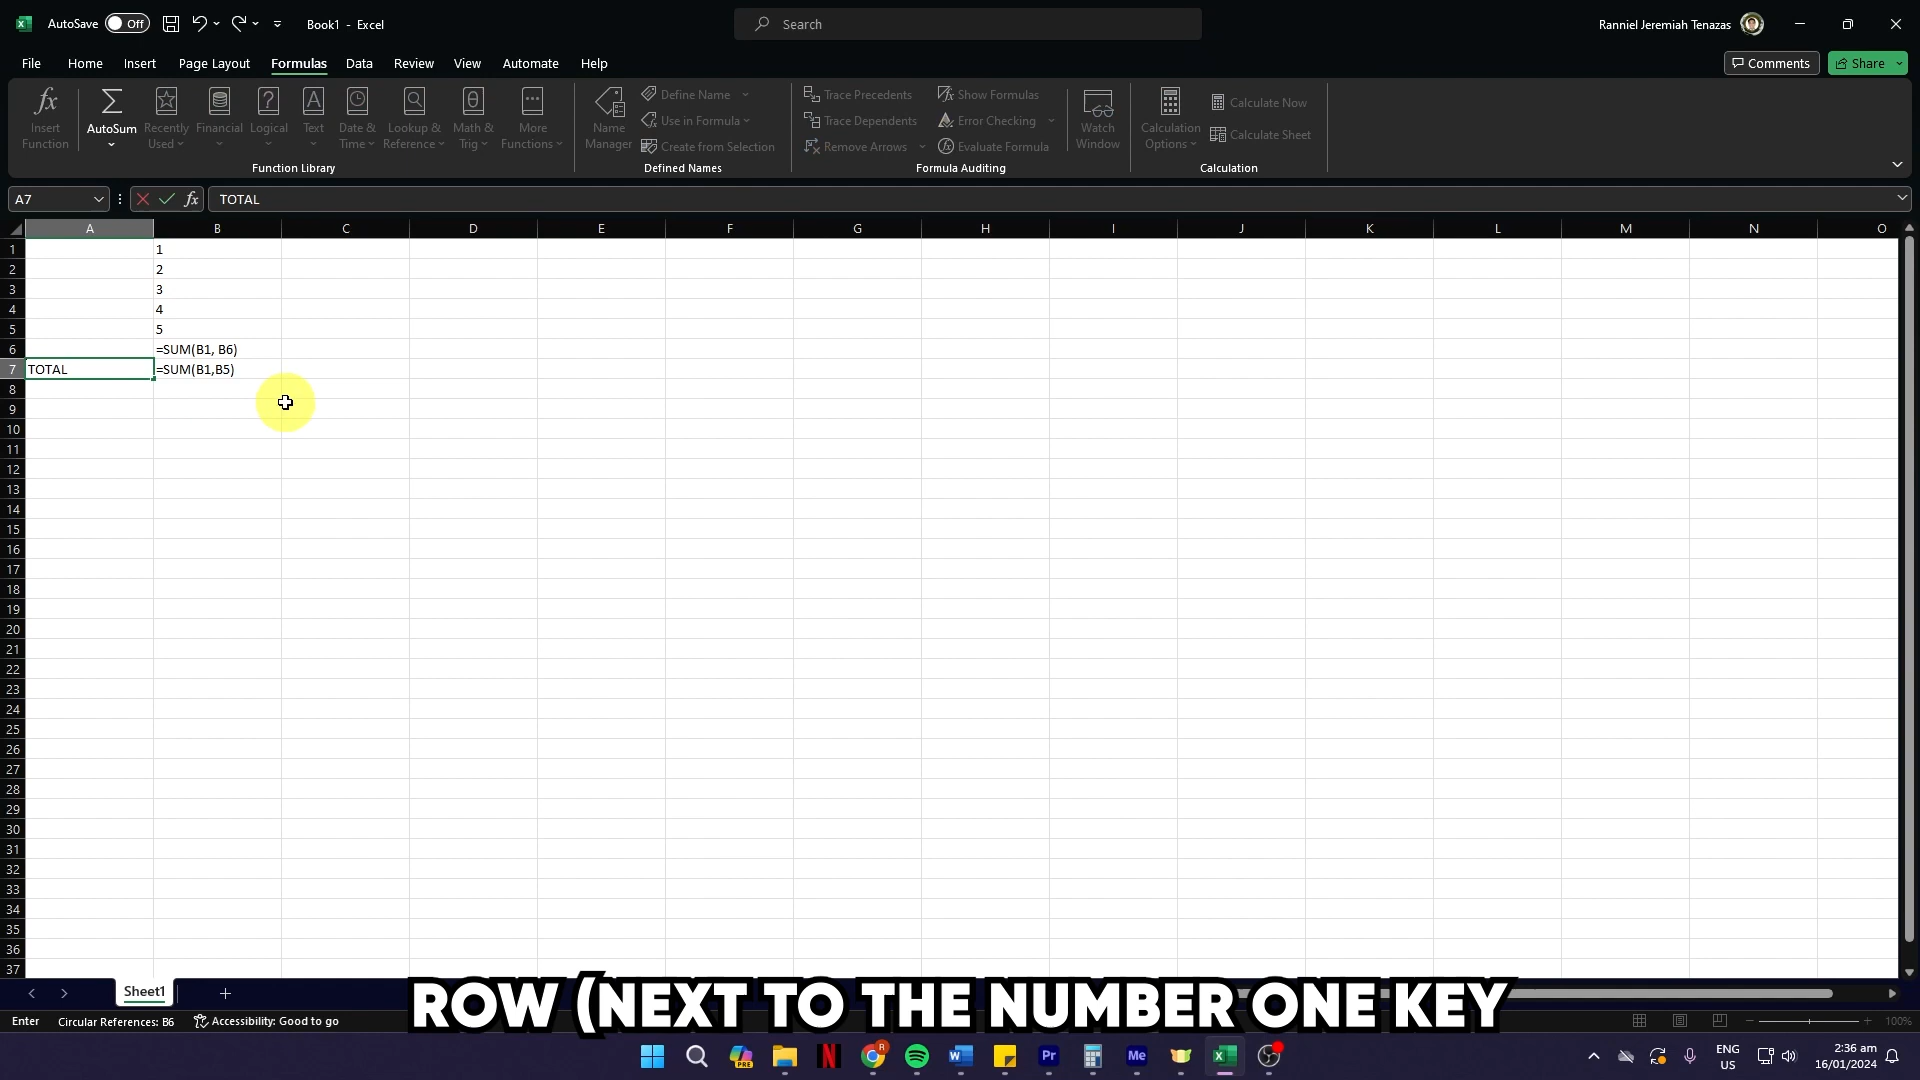 AutoSave Off Book1 - Excel Search Ranniel Jeremiah Tenazas
File Home Insert Page Layout Formulas Data Review View Automate Help Comments Share
Insert Function
AutoSum
Recently Used
Financial
Logical
Text
Date & Time
Lookup & Reference
Math & Trig
More Functions
Function Library
Name Manager
Define Name
Use in Formula
Create from Selection
Defined Names
Trace Precedents
Trace Dependents
Remove Arrows
Show Formulas
Error Checking
Evaluate Formula
Formula Auditing
Watch Window
Calculation Options
Calculate Now
Calculate Sheet
Calculation
A7 fx TOTAL
A B C D E F G H I J K L M N O
1 1
2 2
3 3
4 4
5 5
6 =SUM(B1, B6)
7 TOTAL =SUM(B1,B5)
8
9
10
11
12
13
14
15
16
17
18
19
20
21
22
23
24
25
26
27
28
29
30
31
32
33
34
35
36
37
Sheet1
ROW (NEXT TO THE NUMBER ONE KEY
Enter Circular References: B6 Accessibility: Good to go 100%
ENG US
2:36 am
16/01/2024